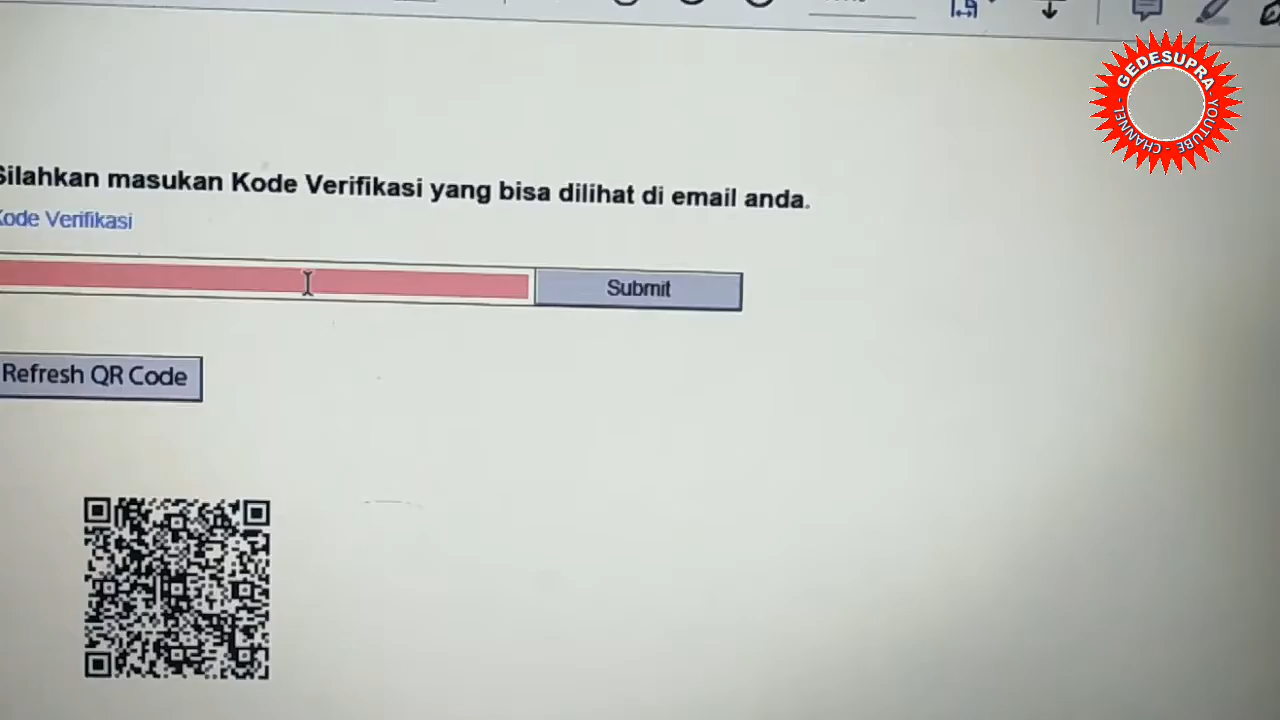 GEDESUPRA - YOUTUBE - CHANNEL -
Silahkan masukan Kode Verifikasi yang bisa dilihat di email anda.
Kode Verifikasi
Submit
Refresh QR Code